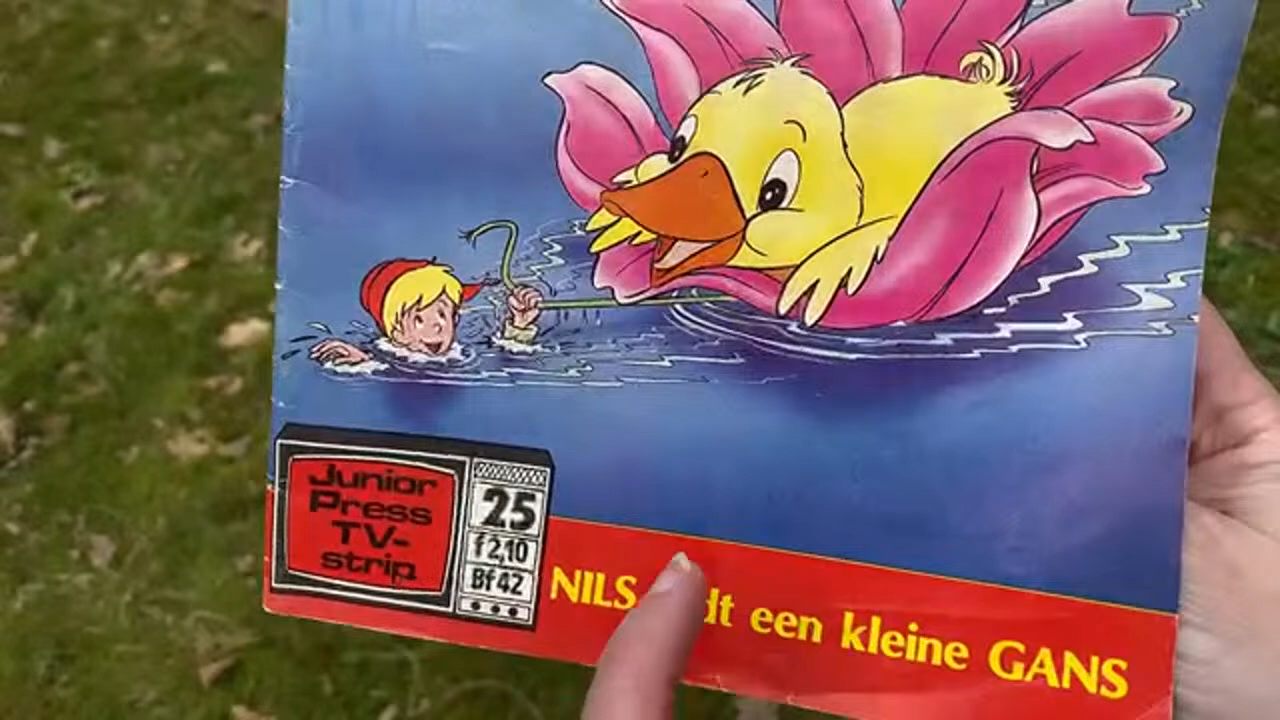 Junior
Press
TV-
strip
25
f 2,10
Bf 42
NILS een kleine GANS